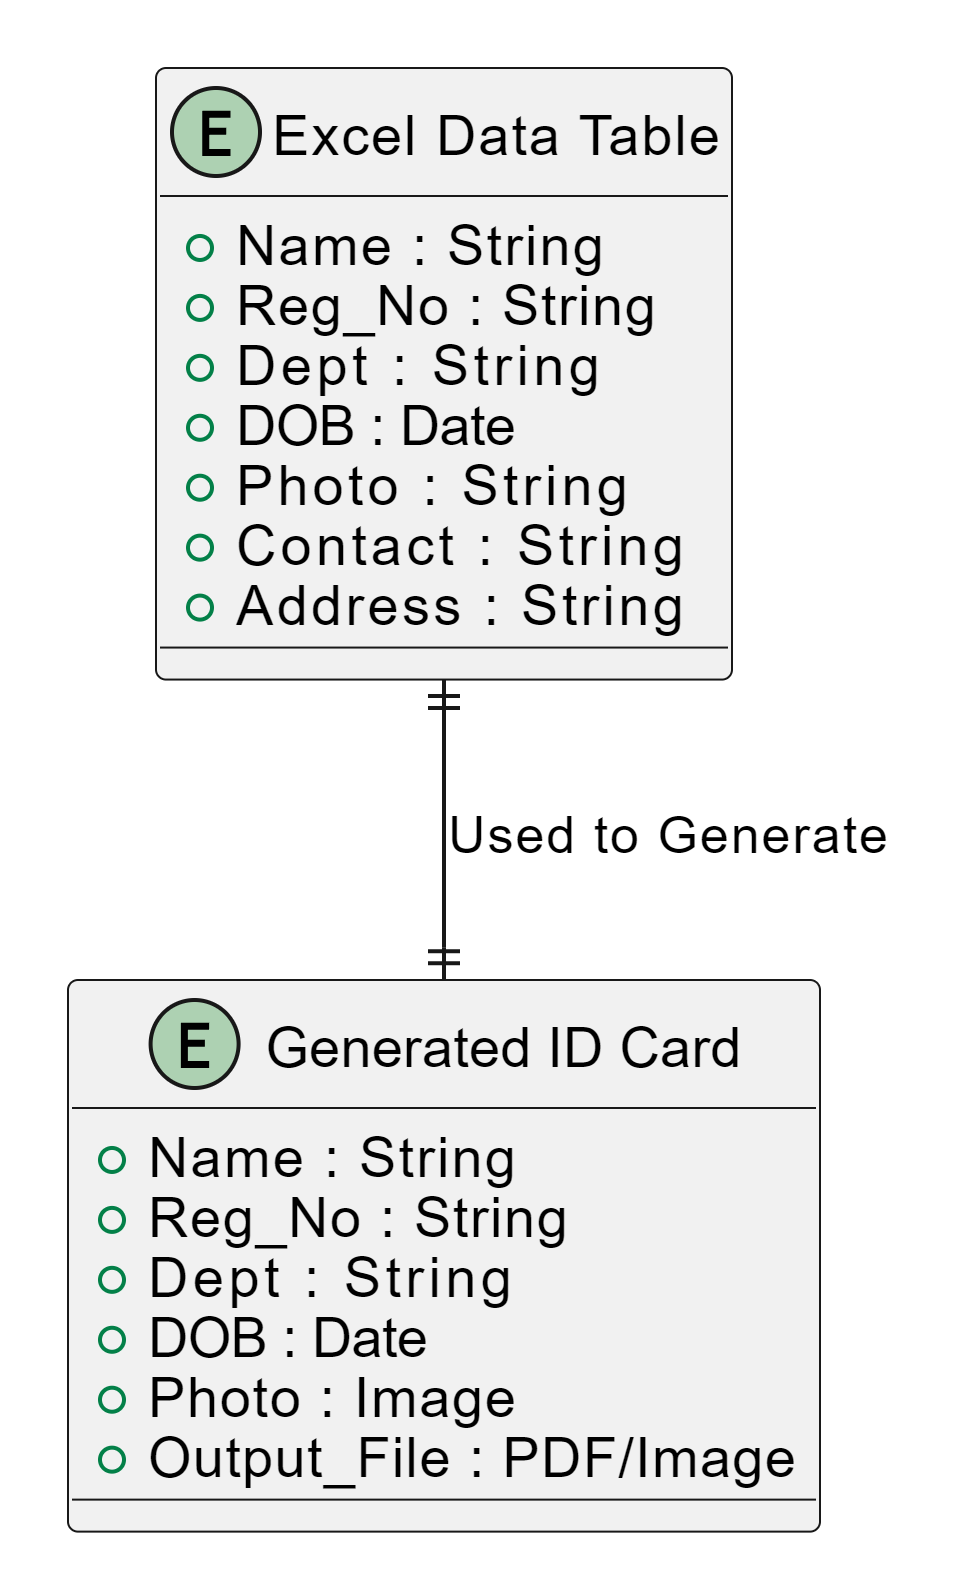 E Excel Data Table
Name : String
Reg_No : String
Dept : String
DOB : Date
Photo : String
Contact : String
Address : String
Used to Generate
E Generated ID Card
Name : String
Reg_No : String
Dept : String
DOB : Date
Photo : Image
Output_File : PDF/Image